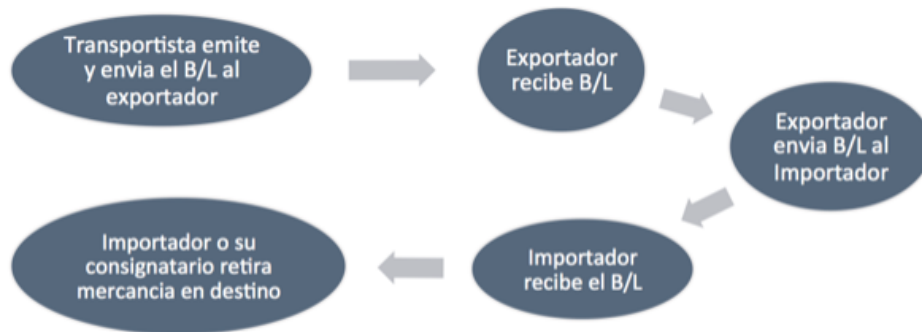 Transportista emite
y envia el B/L al
exportador
Exportador
recibe B/L
Exportador
envia B/L al
Importador
Importador
recibe el B/L
Importador o su
consignatario retira
mercancia en destino